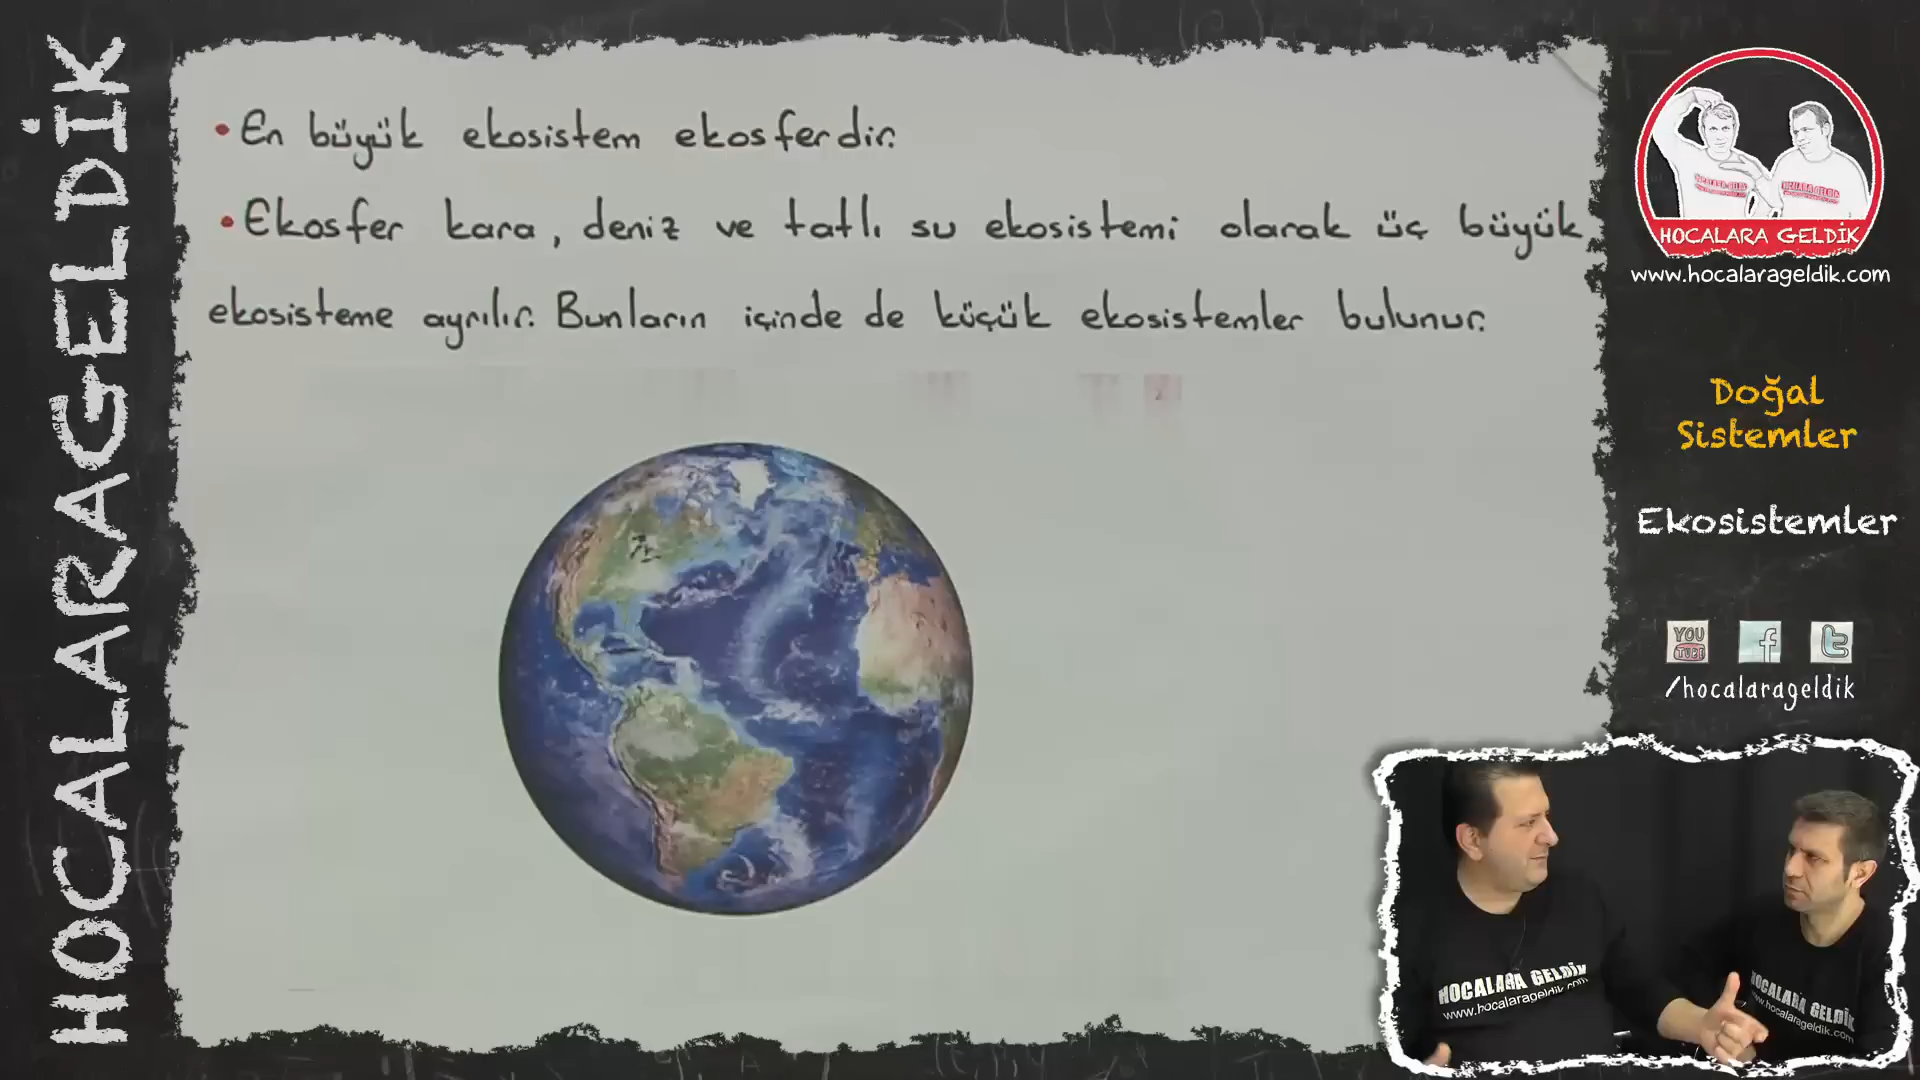 HOCALARAGELDİK
• En büyük ekosistem ekosferdir.
• Ekosfer kara, deniz ve tatlı su ekosistemi olarak üç büyük
ekosisteme ayrılır. Bunların içinde de küçük ekosistemler bulunur.
HOCALARA GELDİK
www.hocalarageldik.com
Doğal
Sistemler
Ekosistemler
YOU
TUBE
f
t
/hocalarageldik
HOCALARA GELDİK
www.hocalarageldik.com
HOCALARA GELDİK
www.hocalarageldik.com